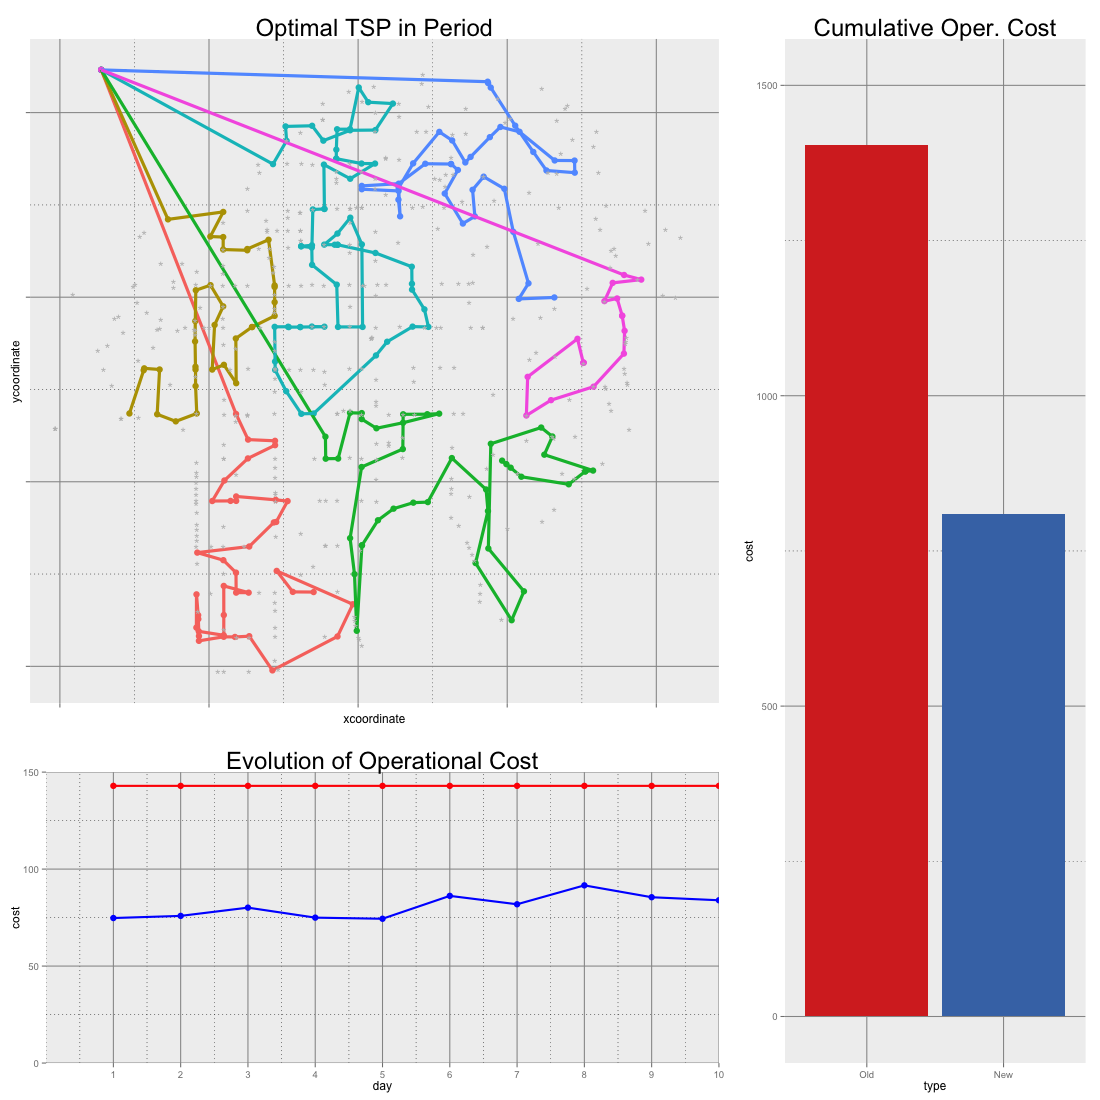 Optimal TSP in Period
ycoordinate
xcoordinate
Evolution of Operational Cost
150
100
50
0
cost
1 2 3 4 5 6 7 8 9 10
day
Cumulative Oper. Cost
1500
1000
500
0
cost
Old New
type